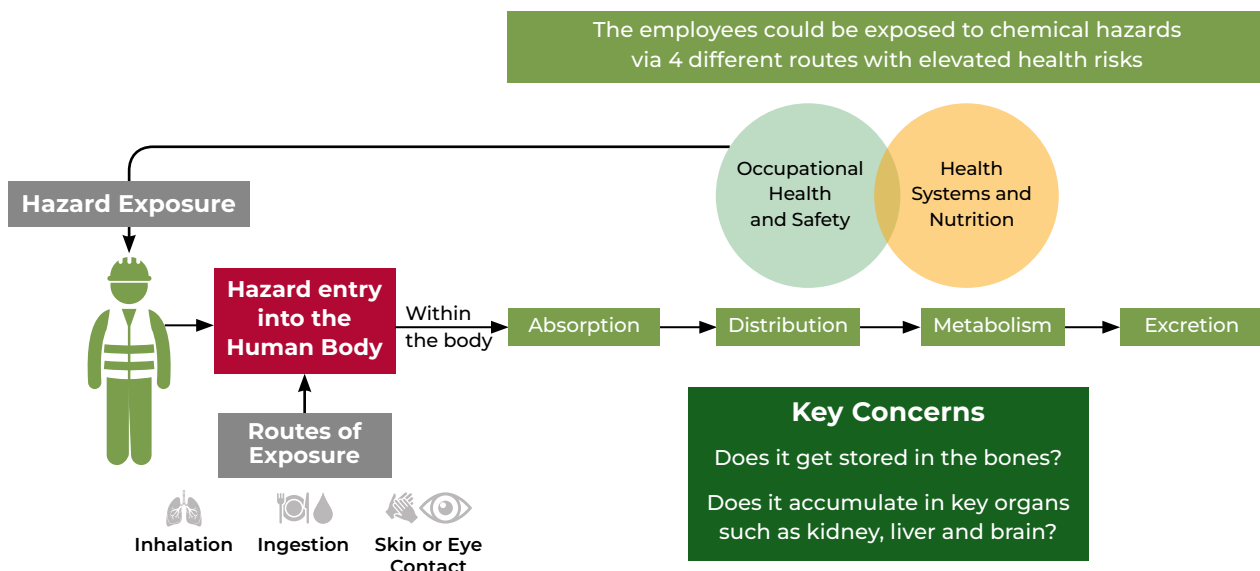 The employees could be exposed to chemical hazards
via 4 different routes with elevated health risks
Occupational
Health
and Safety
Health
Systems and
Nutrition
Hazard Exposure
Hazard entry
into the
Human Body
Within
the body
Absorption
Distribution
Metabolism
Excretion
Routes of
Exposure
Inhalation
Ingestion
Skin or Eye
Contact
Key Concerns
Does it get stored in the bones?
Does it accumulate in key organs
such as kidney, liver and brain?